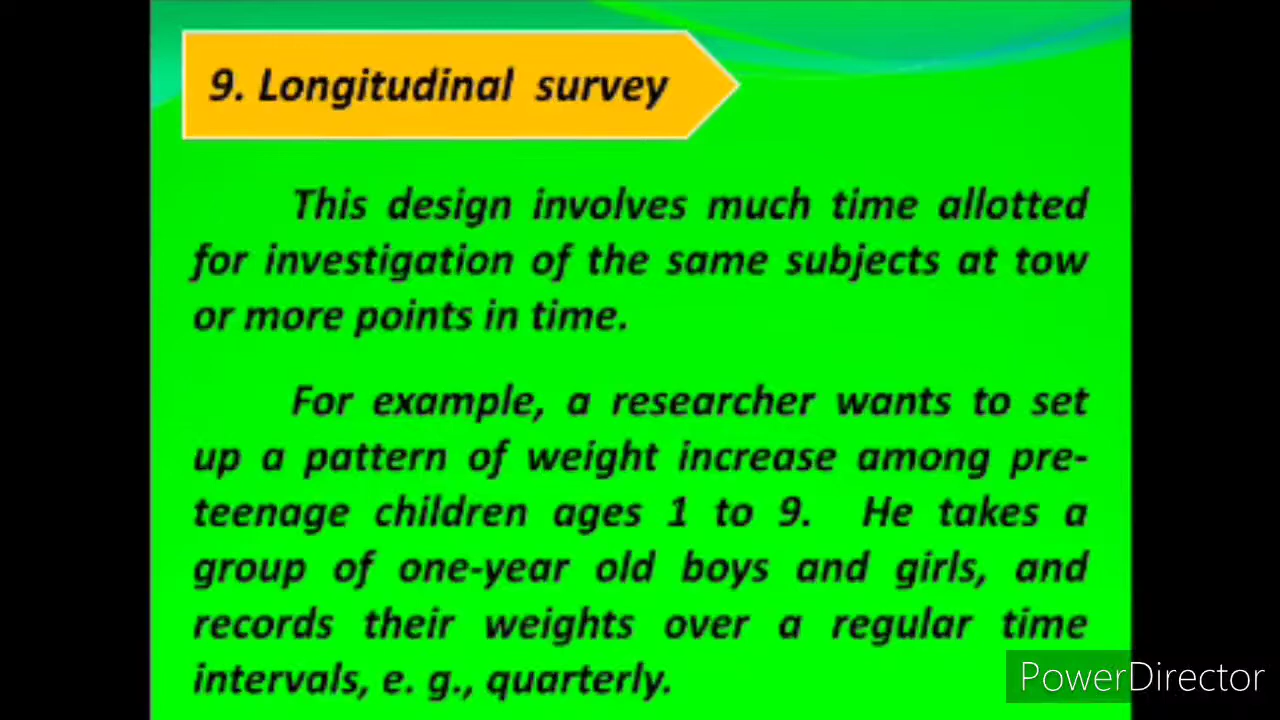 9. Longitudinal survey
This design involves much time allotted
for investigation of the same subjects at tow
or more points in time.
For example, a researcher wants to set
up a pattern of weight increase among pre-
teenage children ages 1 to 9. He takes a
group of one-year old boys and girls, and
records their weights over a regular time
intervals, e. g., quarterly.
PowerDirector